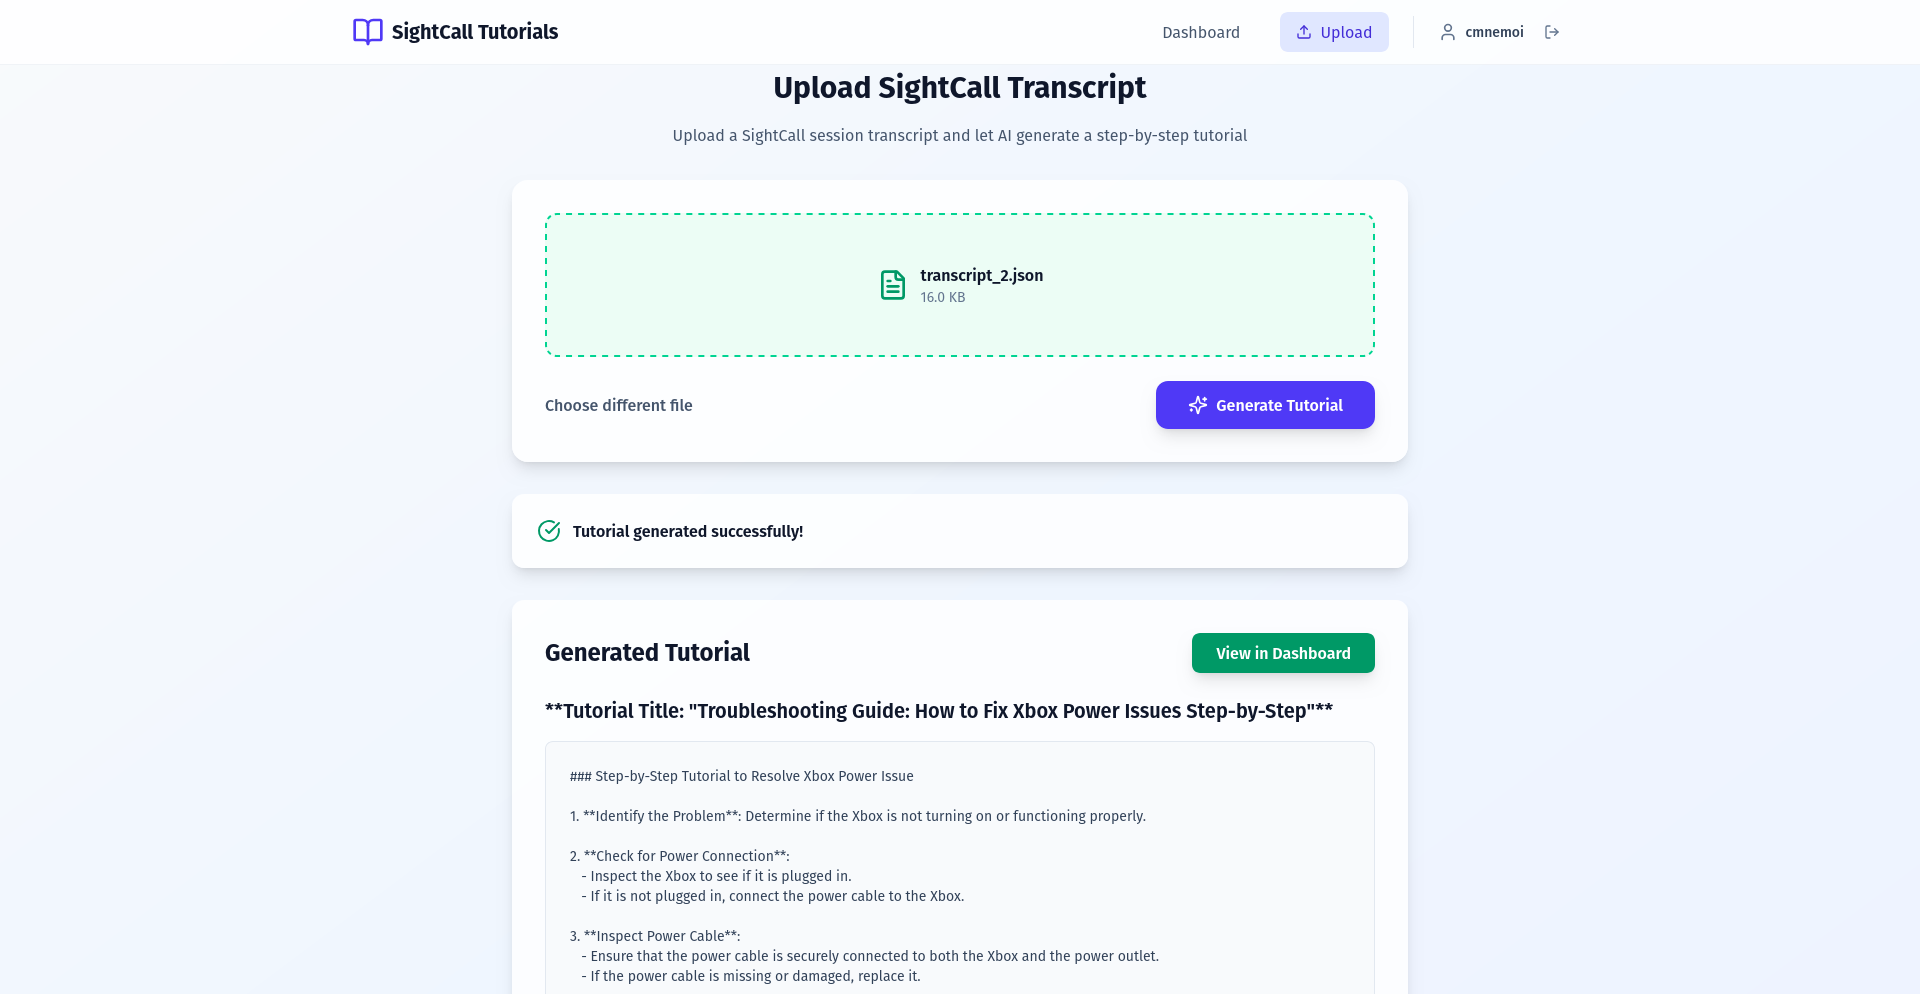 SightCall Tutorials
Dashboard
Upload
cmnemoi
Upload SightCall Transcript
Upload a SightCall session transcript and let AI generate a step-by-step tutorial
transcript_2.json
16.0 KB
Choose different file
Generate Tutorial
Tutorial generated successfully!
Generated Tutorial
View in Dashboard
**Tutorial Title: "Troubleshooting Guide: How to Fix Xbox Power Issues Step-by-Step"**
### Step-by-Step Tutorial to Resolve Xbox Power Issue
1. **Identify the Problem**: Determine if the Xbox is not turning on or functioning properly.
2. **Check for Power Connection**:
- Inspect the Xbox to see if it is plugged in.
- If it is not plugged in, connect the power cable to the Xbox.
3. **Inspect Power Cable**:
- Ensure that the power cable is securely connected to both the Xbox and the power outlet.
- If the power cable is missing or damaged, replace it.